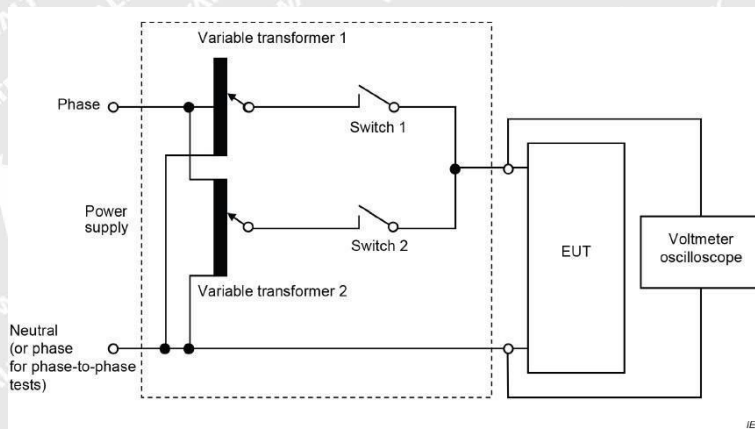 Variable transformer 1
Phase
Switch 1
Power
supply
Switch 2
EUT
Voltmeter
oscilloscope
Variable transformer 2
Neutral
(or phase
for phase-to-phase
tests)